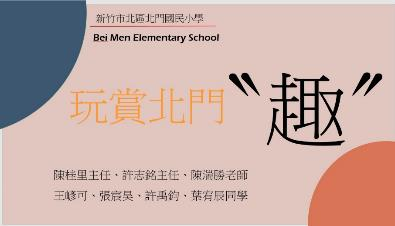 新竹市北區北門國民小學
Bei Men Elementary School
玩賞北門〝趣〞
陳桂里主任、許志銘主任、陳湍勝老師
王嵺可、張宸昊、許禹鈞、葉宥辰同學